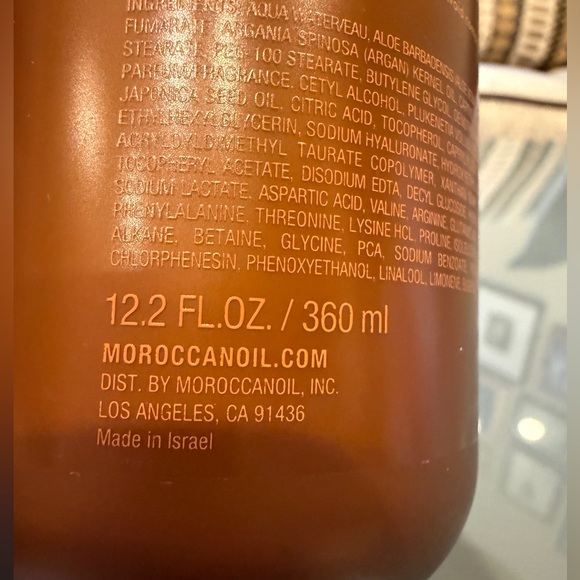 INGREDIENTS: AQUA WATER/EAU, ALOE BARBADENSIS
FUMARATE, ARGANIA SPINOSA (ARGAN) KERNEL OIL,
STEARATE, PEG-100 STEARATE, BUTYLENE GLYCOL,
PARFUM/FRAGRANCE, CETYL ALCOHOL, PLUKENETIA
JAPONICA SEED OIL, CITRIC ACID, TOCOPHEROL,
ETHYLHEXYLGLYCERIN, SODIUM HYALURONATE,
ACRYLOYLDIMETHYL TAURATE COPOLYMER, XANTHAN
TOCOPHERYL ACETATE, DISODIUM EDTA, DECYL GLUCOSIDE,
SODIUM LACTATE, ASPARTIC ACID, VALINE, ARGININE,
PHENYLALANINE, THREONINE, LYSINE HCL, PROLINE,
ALKANE, BETAINE, GLYCINE, PCA, SODIUM BENZOATE,
CHLORPHENESIN, PHENOXYETHANOL, LINALOOL, LIMONENE,
12.2 FL.OZ. / 360 ml
MOROCCANOIL.COM
DIST. BY MOROCCANOIL, INC.
LOS ANGELES, CA 91436
Made in Israel